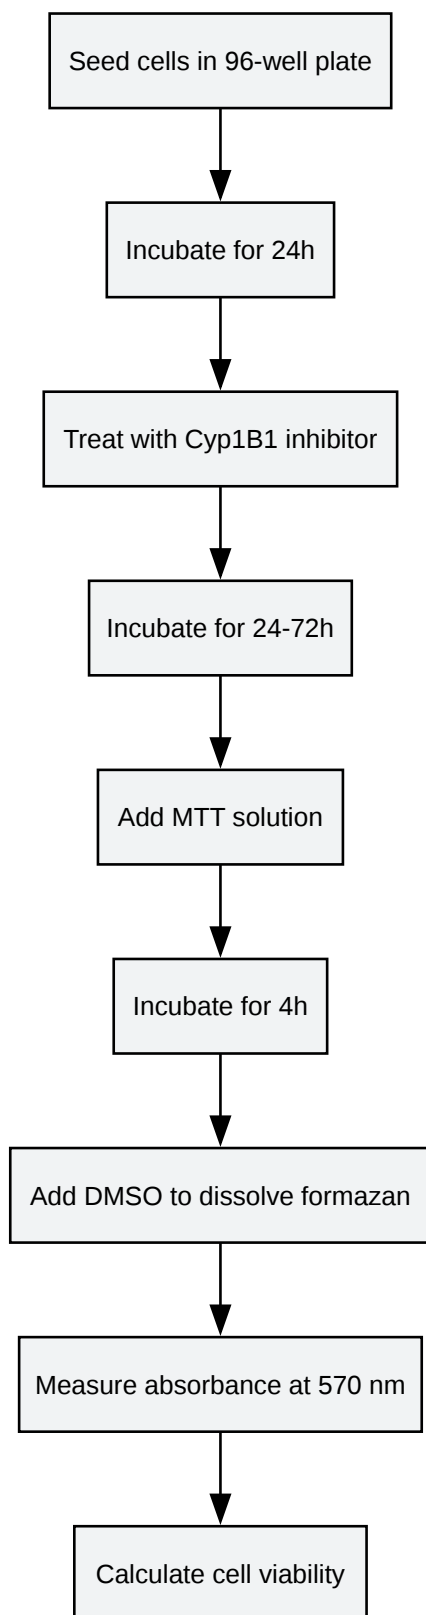 Seed cells in 96-well plate
Incubate for 24h
Treat with Cyp1B1 inhibitor
Incubate for 24-72h
Add MTT solution
Incubate for 4h
Add DMSO to dissolve formazan
Measure absorbance at 570 nm
Calculate cell viability